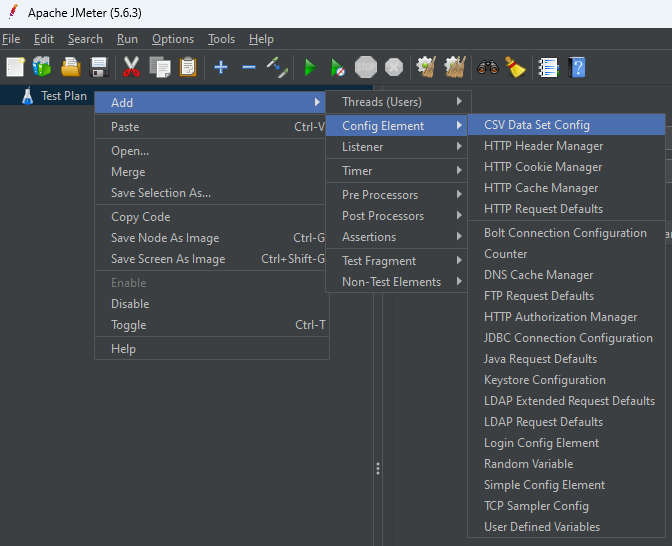 Apache JMeter (5.6.3)
File Edit Search Run Options Tools Help
Test Plan
Add
Paste Ctrl-V
Open...
Merge
Save Selection As...
Copy Code
Save Node As Image Ctrl-G
Save Screen As Image Ctrl+Shift-G
Enable
Disable
Toggle Ctrl-T
Help
Threads (Users)
Config Element
Listener
Timer
Pre Processors
Post Processors
Assertions
Test Fragment
Non-Test Elements
CSV Data Set Config
HTTP Header Manager
HTTP Cookie Manager
HTTP Cache Manager
HTTP Request Defaults
Bolt Connection Configuration
Counter
DNS Cache Manager
FTP Request Defaults
HTTP Authorization Manager
JDBC Connection Configuration
Java Request Defaults
Keystore Configuration
LDAP Extended Request Defaults
LDAP Request Defaults
Login Config Element
Random Variable
Simple Config Element
TCP Sampler Config
User Defined Variables